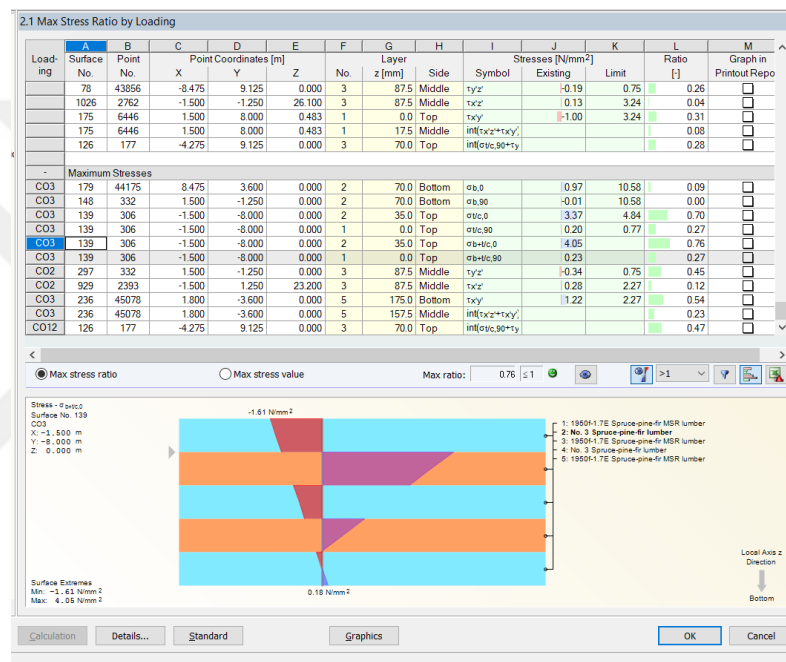 2.1 Max Stress Ratio by Loading
A B C D E F G H I J K L M
Load- Surface Point Point Coordinates [m] Layer Stresses [N/mm²] Ratio Graph in
ing No. No. X Y Z No. z [mm] Side Symbol Existing Limit [-] Printout Repo
78 43856 -8.475 9.125 0.000 3 87.5 Middle τy'z' -0.19 0.75 0.26
1026 2762 -1.500 -1.250 26.100 3 87.5 Middle τx'z' 0.13 3.24 0.04
175 6446 1.500 8.000 0.483 1 0.0 Top τx'y' -1.00 3.24 0.31
175 6446 1.500 8.000 0.483 1 17.5 Middle int(τx'z'+τx'y', 0.08
126 177 -4.275 9.125 0.000 3 70.0 Top int(σt/c,90+τy 0.28
- Maximum Stresses
CO3 179 44175 8.475 3.600 0.000 2 70.0 Bottom σb,0 0.97 10.58 0.09
CO3 148 332 1.500 -1.250 0.000 2 70.0 Bottom σb,90 -0.01 10.58 0.00
CO3 139 306 -1.500 -8.000 0.000 2 35.0 Top σt/c,0 3.37 4.84 0.70
CO3 139 306 -1.500 -8.000 0.000 1 0.0 Top σt/c,90 0.20 0.77 0.27
CO3 139 306 -1.500 -8.000 0.000 2 35.0 Top σb+t/c,0 4.05 0.76
CO3 139 306 -1.500 -8.000 0.000 1 0.0 Top σb+t/c,90 0.23 0.27
CO2 297 332 1.500 -1.250 0.000 3 87.5 Middle τy'z' -0.34 0.75 0.45
CO2 929 2393 -1.500 1.250 23.200 3 87.5 Middle τx'z' 0.28 2.27 0.12
CO3 236 45078 1.800 -3.600 0.000 5 175.0 Bottom τx'y' 1.22 2.27 0.54
CO3 236 45078 1.800 -3.600 0.000 5 157.5 Middle int(τx'z'+τx'y', 0.23
CO12 126 177 -4.275 9.125 0.000 3 70.0 Top int(σt/c,90+τy 0.47
Max stress ratio Max stress value Max ratio: 0.76 ≤ 1 >1
Stress - σ b+t/c,0
Surface No. 139
CO3
X: -1.500 m
Y: -8.000 m
Z: 0.000 m
-1.61 N/mm²
1: 1950f-1.7E Spruce-pine-fir MSR lumber
2: No. 3 Spruce-pine-fir lumber
3: 1950f-1.7E Spruce-pine-fir MSR lumber
4: No. 3 Spruce-pine-fir lumber
5: 1950f-1.7E Spruce-pine-fir MSR lumber
Local Axis z
Direction
Bottom
Surface Extremes
Min: -1.61 N/mm²
Max: 4.05 N/mm²
0.18 N/mm²
Calculation Details... Standard Graphics OK Cancel